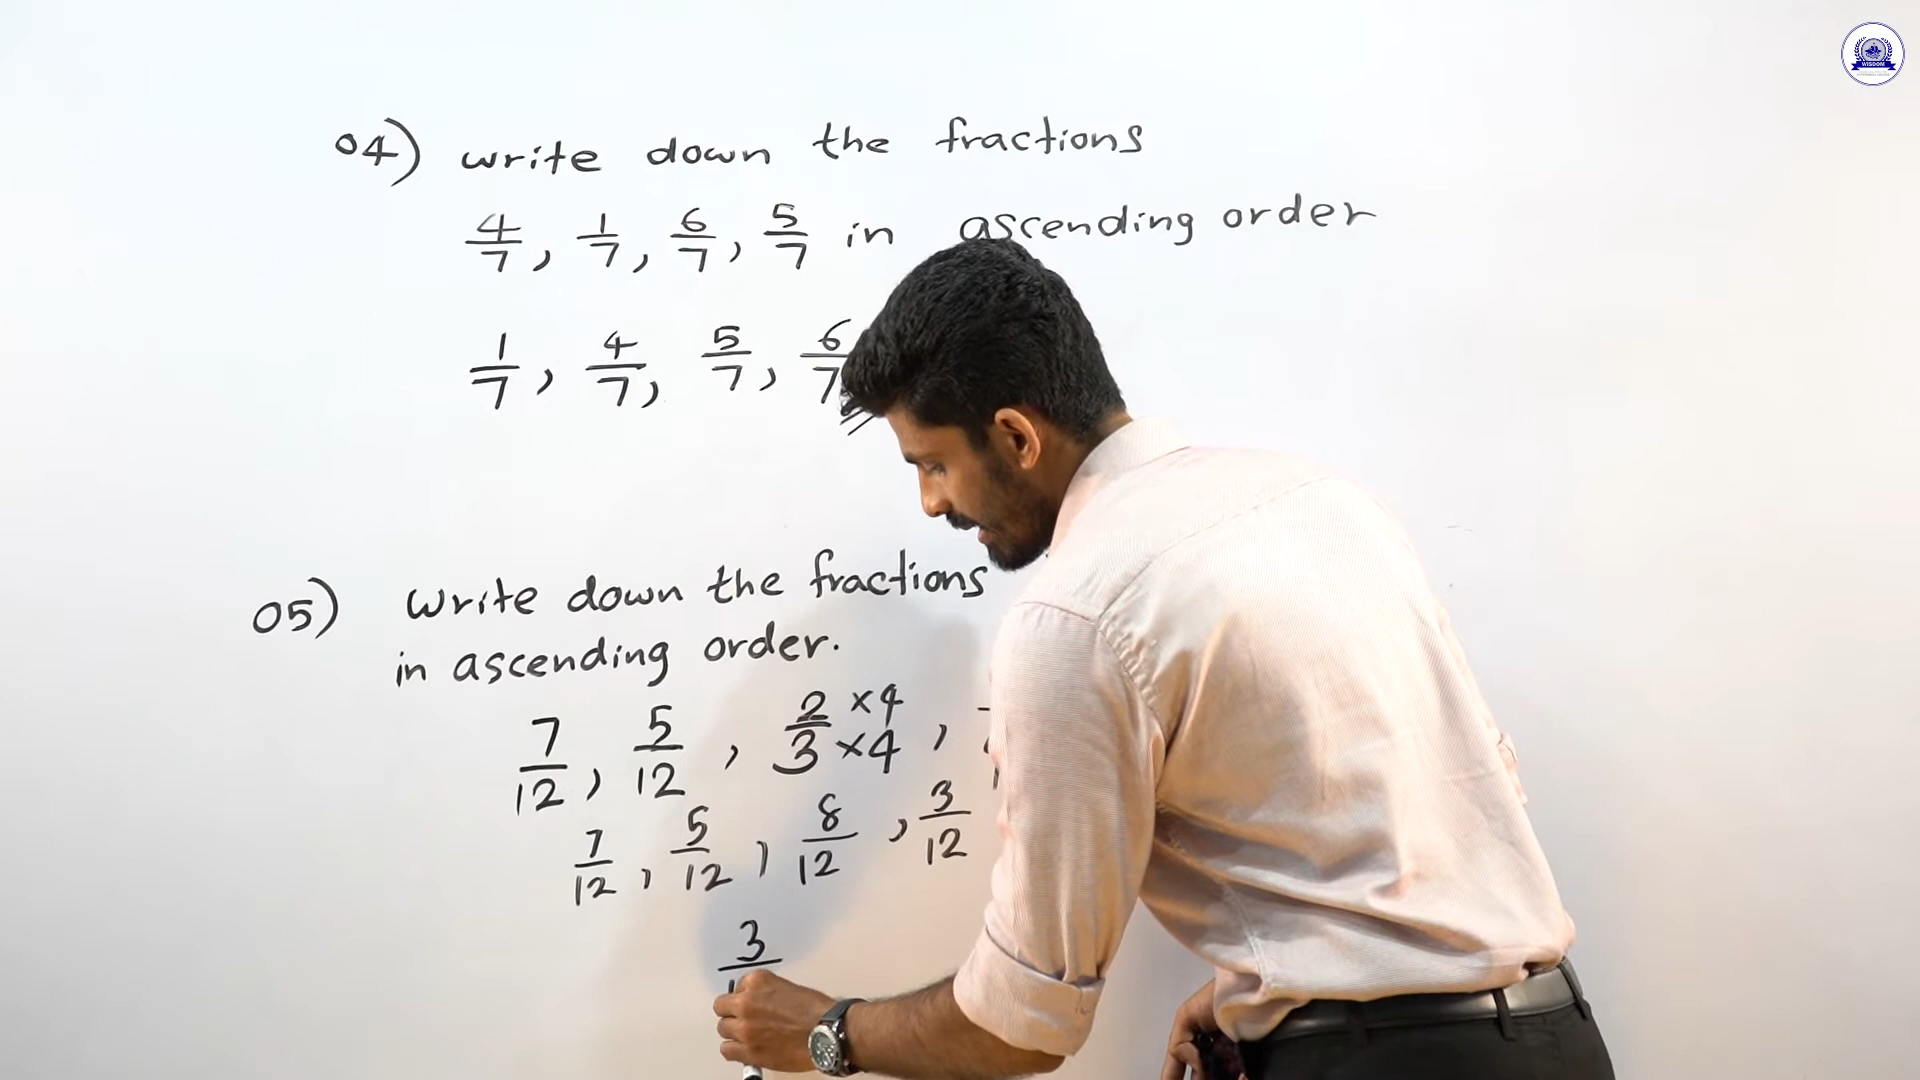 04) write down the fractions
4/7, 1/7, 6/7, 5/7 in ascending order
1/7, 4/7, 5/7, 6/7
05) Write down the fractions
in ascending order.
7/12, 5/12, 2×4/3×4,
7/12, 5/12, 8/12, 3/12
3
WISDOM